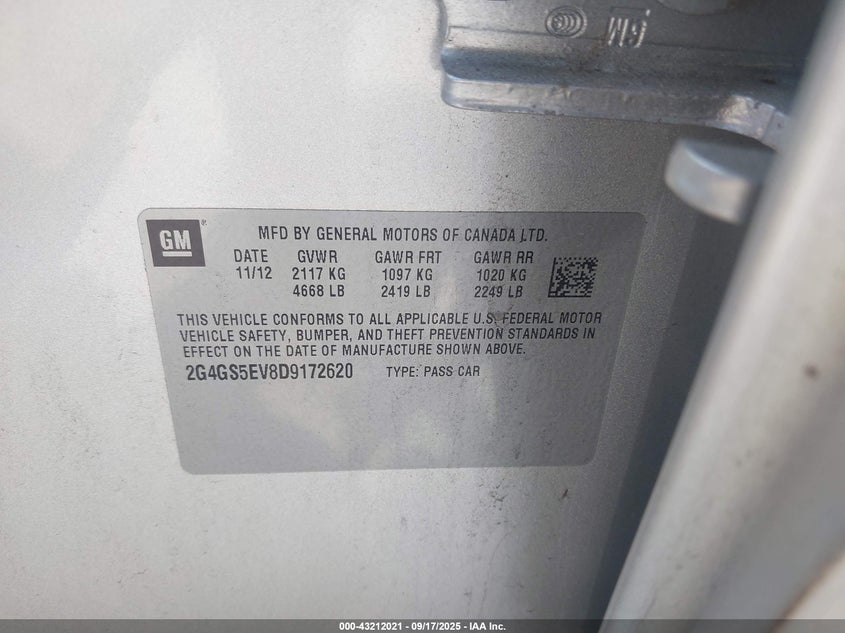 GM
GM ®
MFD BY GENERAL MOTORS OF CANADA LTD.
DATE GVWR GAWR FRT GAWR RR
11/12 2117 KG 1097 KG 1020 KG
4668 LB 2419 LB 2249 LB
THIS VEHICLE CONFORMS TO ALL APPLICABLE U.S. FEDERAL MOTOR
VEHICLE SAFETY, BUMPER, AND THEFT PREVENTION STANDARDS IN
EFFECT ON THE DATE OF MANUFACTURE SHOWN ABOVE.
2G4GS5EV8D9172620 TYPE: PASS CAR
000-43212021 - 09/17/2025 - IAA Inc.